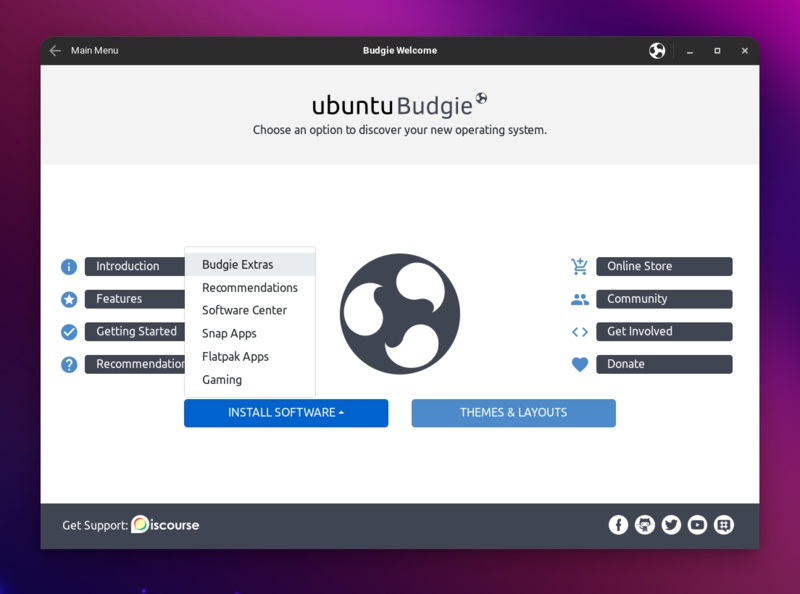 Main Menu
Budgie Welcome
ubuntu Budgie
Choose an option to discover your new operating system.
Introduction
Features
Getting Started
Recommendation
Budgie Extras
Recommendations
Software Center
Snap Apps
Flatpak Apps
Gaming
Online Store
Community
Get Involved
Donate
INSTALL SOFTWARE
THEMES & LAYOUTS
Get Support: Discourse